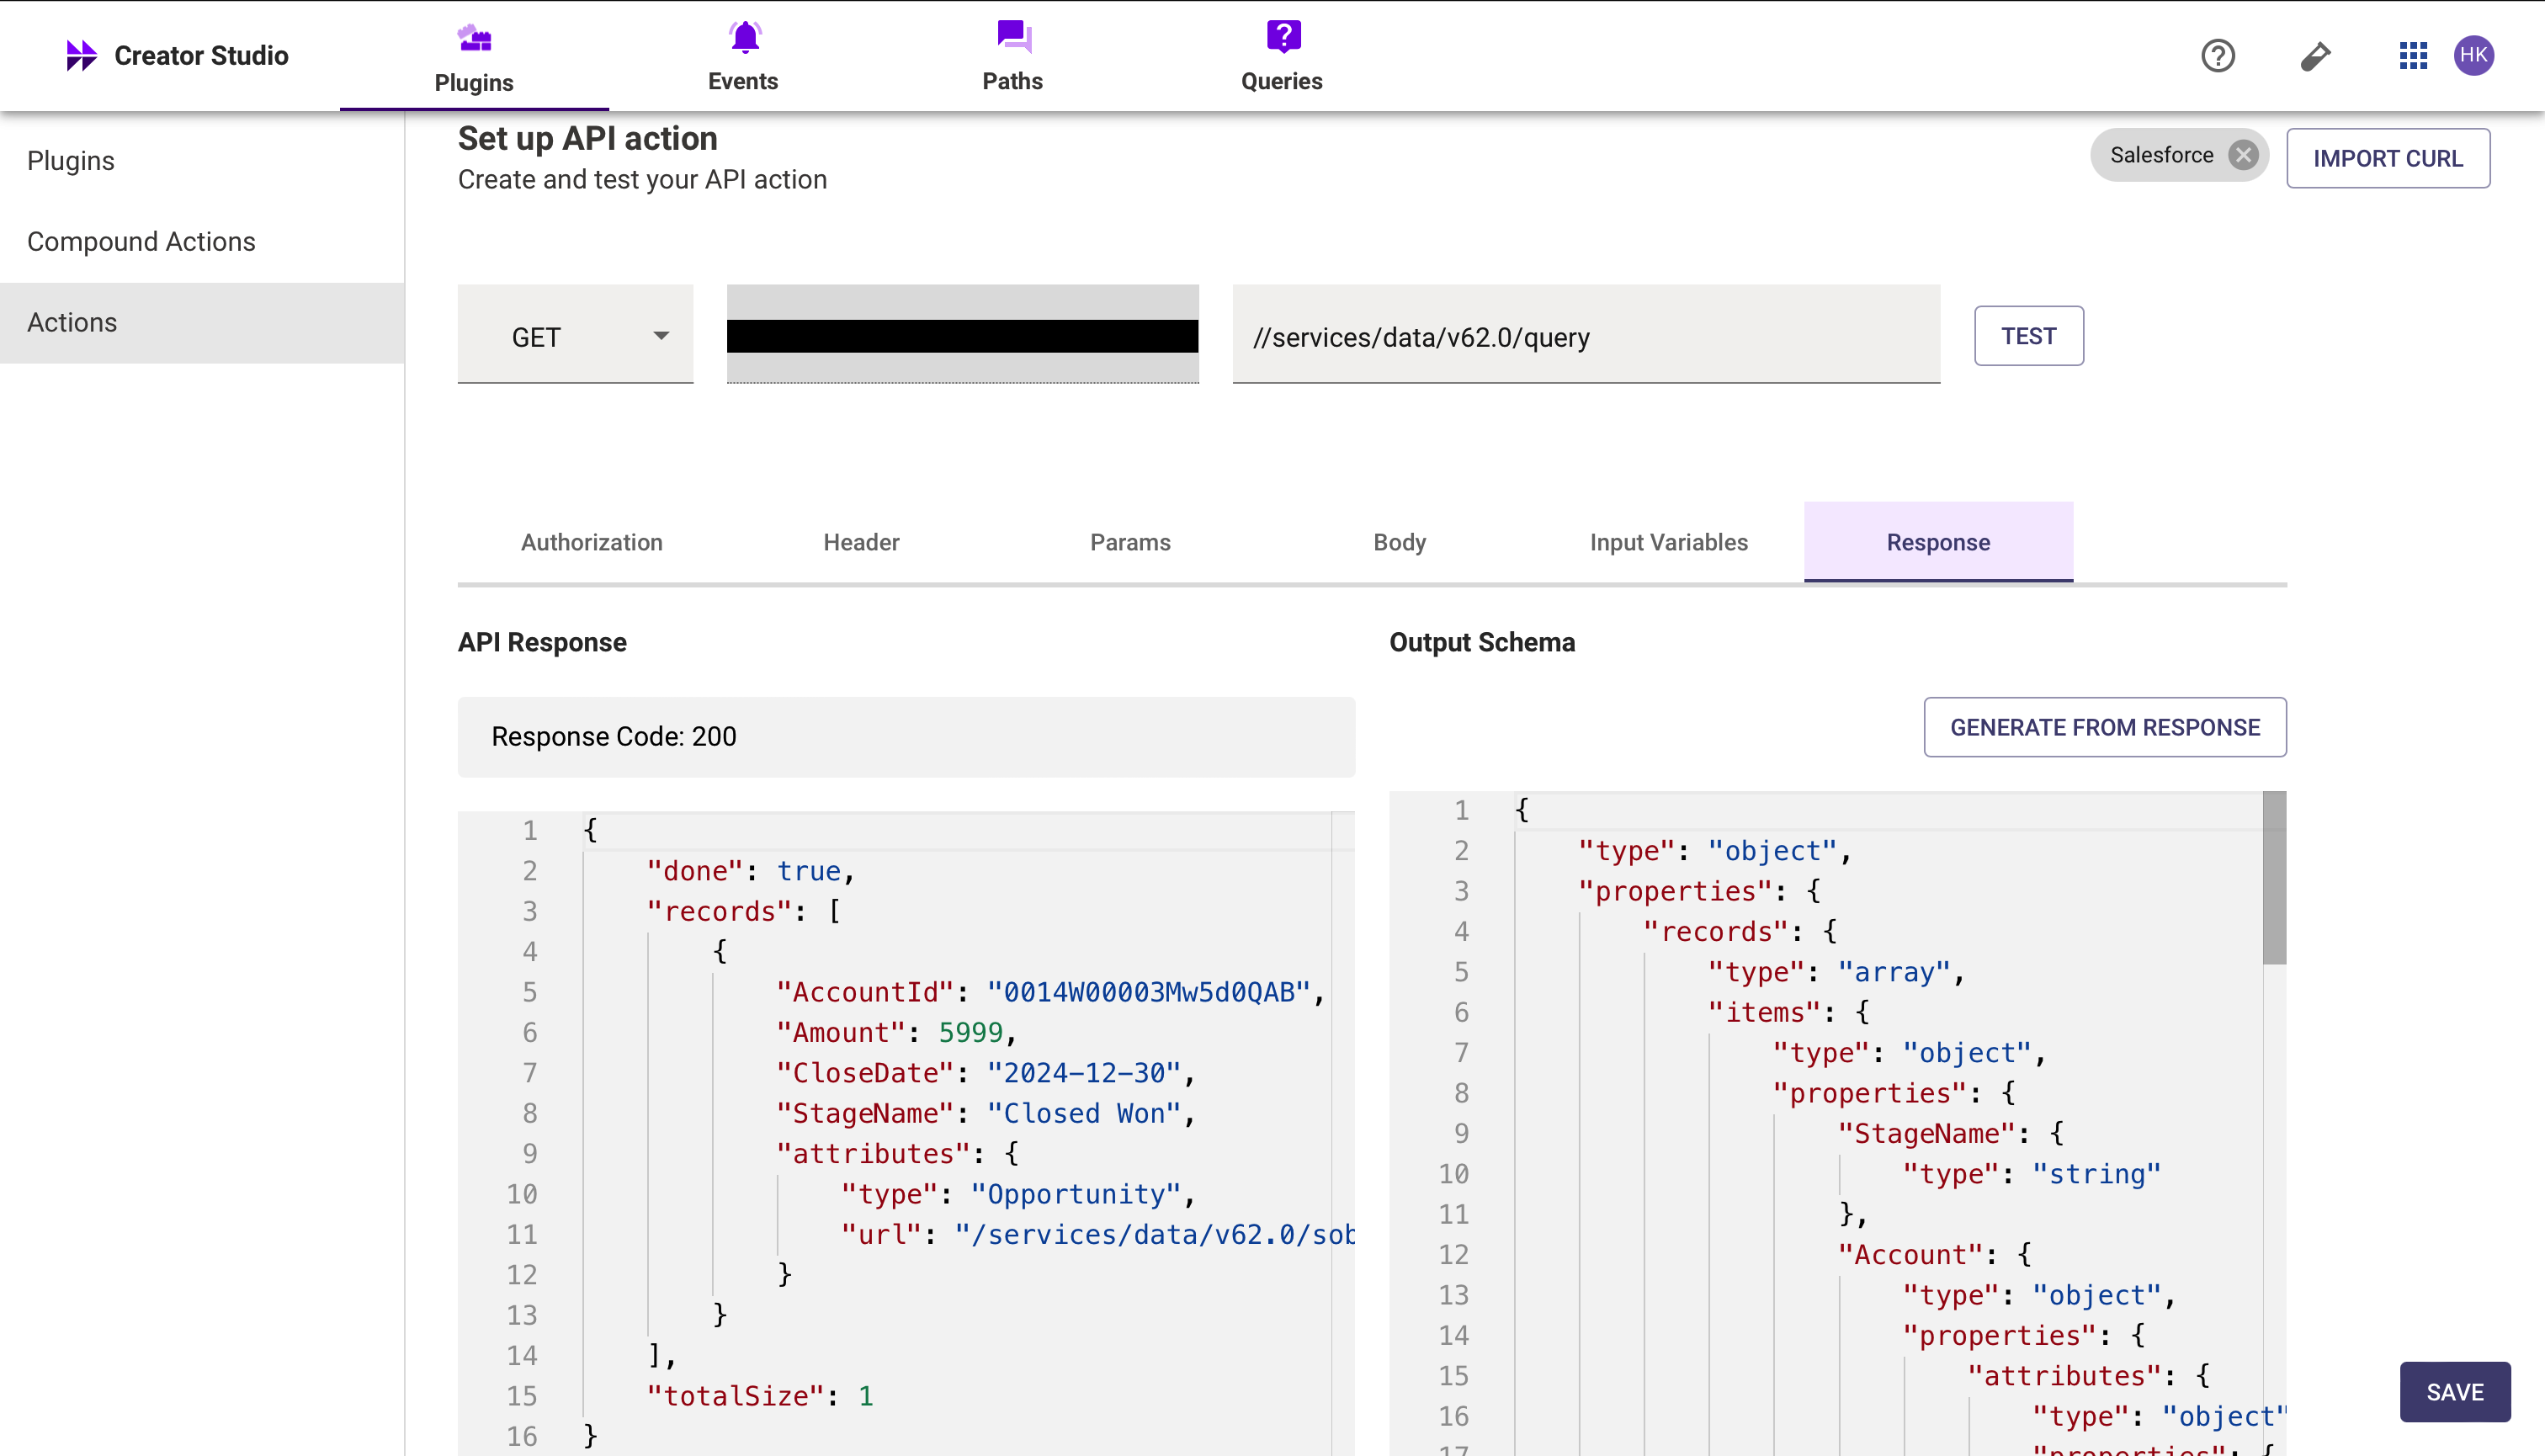 Creator Studio
Plugins
Events
Paths
Queries
HK
Plugins
Compound Actions
Actions
Set up API action
Create and test your API action
Salesforce
IMPORT CURL
GET
//services/data/v62.0/query
TEST
Authorization
Header
Params
Body
Input Variables
Response
API Response
Response Code: 200
1 {
2 "done": true,
3 "records": [
4 {
5 "AccountId": "0014W00003Mw5d0QAB",
6 "Amount": 5999,
7 "CloseDate": "2024-12-30",
8 "StageName": "Closed Won",
9 "attributes": {
10 "type": "Opportunity",
11 "url": "/services/data/v62.0/sob
12 }
13 }
14 ],
15 "totalSize": 1
16 }
Output Schema
GENERATE FROM RESPONSE
1 {
2 "type": "object",
3 "properties": {
4 "records": {
5 "type": "array",
6 "items": {
7 "type": "object",
8 "properties": {
9 "StageName": {
10 "type": "string"
11 },
12 "Account": {
13 "type": "object",
14 "properties": {
15 "attributes": {
16 "type": "object"
17 "properties": {
SAVE